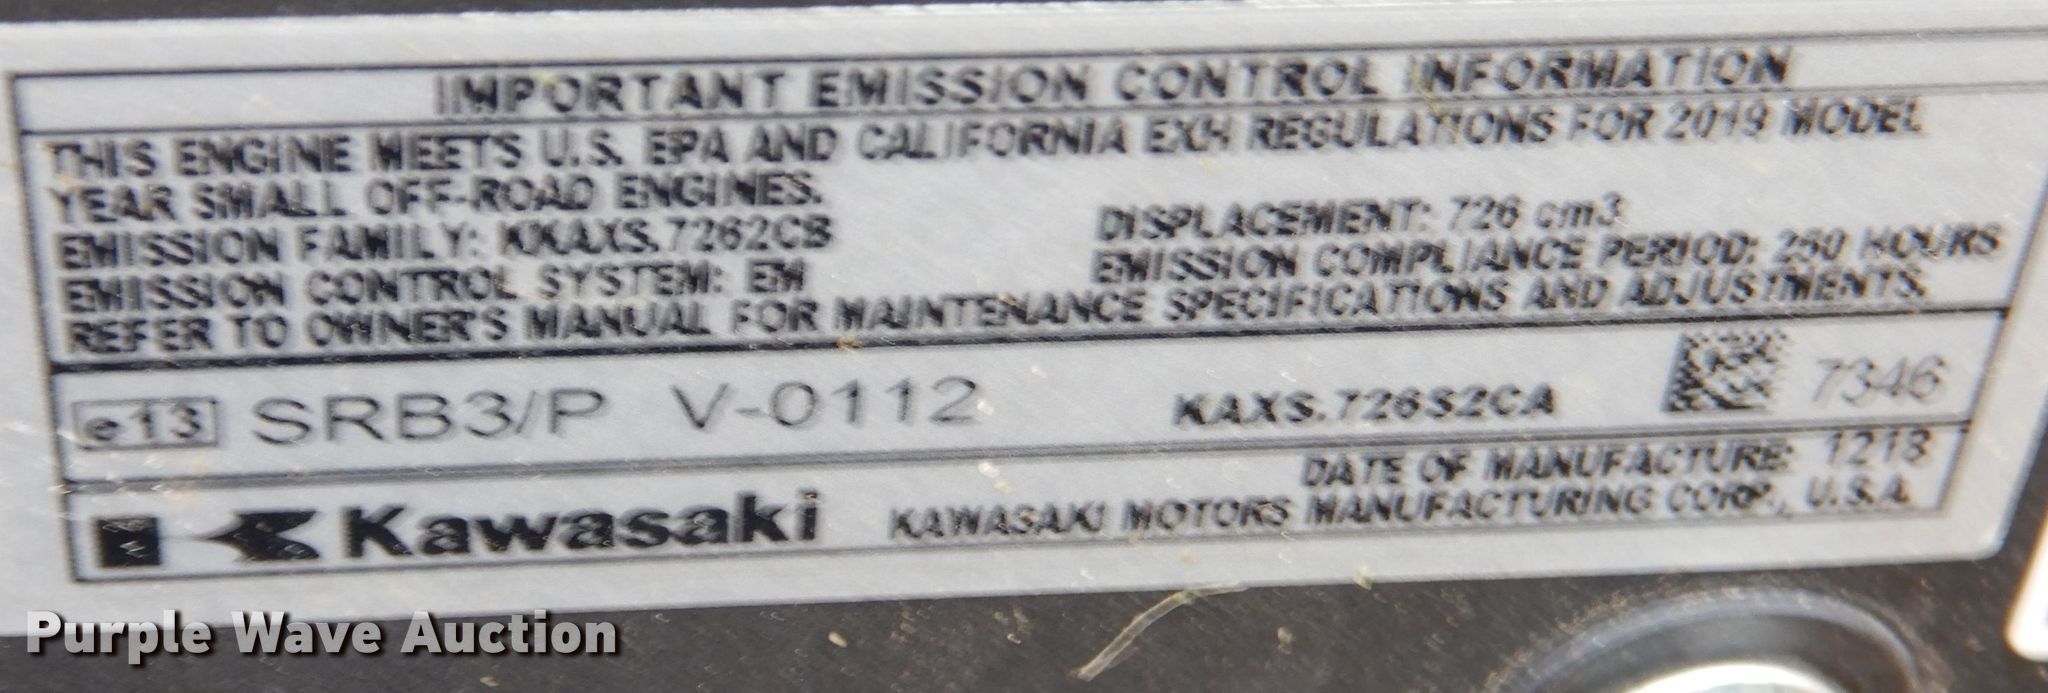 IMPORTANT EMISSION CONTROL INFORMATION
THIS ENGINE MEETS U.S. EPA AND CALIFORNIA EXH REGULATIONS FOR 2019 MODEL
YEAR SMALL OFF-ROAD ENGINES.
EMISSION FAMILY: KKAXS.7262CB
DISPLACEMENT: 726 cm3
EMISSION CONTROL SYSTEM: EM
EMISSION COMPLIANCE PERIOD: 250 HOURS
REFER TO OWNER'S MANUAL FOR MAINTENANCE SPECIFICATIONS AND ADJUSTMENTS.
e13 SRB3/P V-0112 KAXS.726S2CA 7346
DATE OF MANUFACTURE: 1218
Kawasaki KAWASAKI MOTORS MANUFACTURING CORP., U.S.A.
Purple Wave Auction